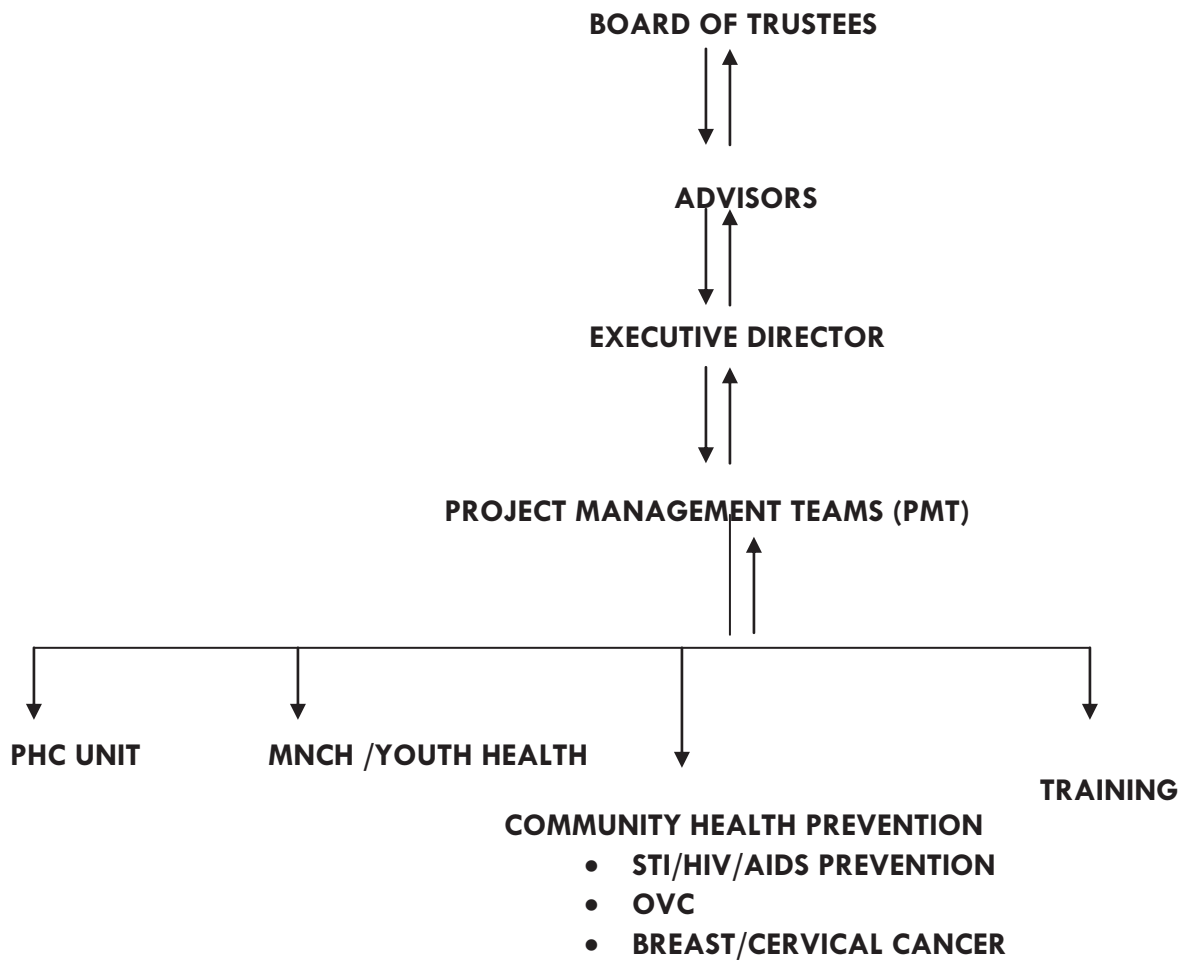 BOARD OF TRUSTEES
ADVISORS
EXECUTIVE DIRECTOR
PROJECT MANAGEMENT TEAMS (PMT)
PHC UNIT
MNCH /YOUTH HEALTH
TRAINING
COMMUNITY HEALTH PREVENTION
• STI/HIV/AIDS PREVENTION
• OVC
• BREAST/CERVICAL CANCER